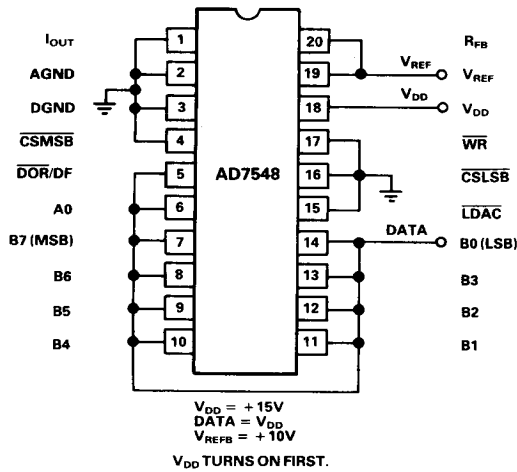 IOUT 1 20 RFB
AGND 2 19 VREF VREF
DGND 3 18 VDD VDD
CSMSB 4 17 WR
DOR/DF 5 AD7548 16 CSLSB
A0 6 15 LDAC
B7 (MSB) 7 14 DATA B0 (LSB)
B6 8 13 B3
B5 9 12 B2
B4 10 11 B1
VDD = +15V
DATA = VDD
VREFB = +10V
VDD TURNS ON FIRST.